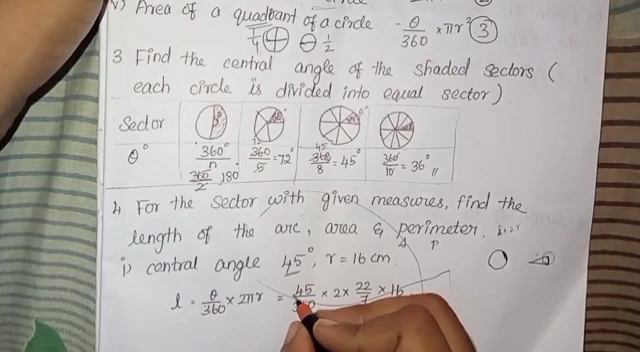 v) Area of a quadrant of a circle - θ/360 × πr² 3
1/4 1/2
3. Find the central angle of the shaded sectors (
each circle is divided into equal sector)
Sector
θ° 360°/n 360/5 = 72° 360/8 = 45° 360/10 = 36° 11
45
360/2 180
4. For the sector with given measures, find the
length of the arc, area & perimeter.
A P
i) central angle 45°, r = 16 cm.
l = θ/360 × 2πr = 45/360 × 2 × 22/7 × 16